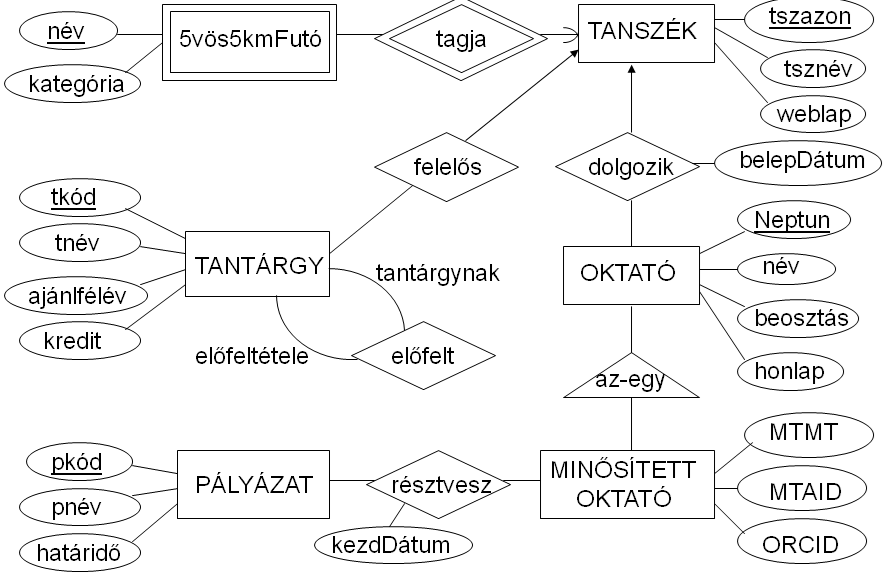 név
5vös5kmFutó
tagja
TANSZÉK
tszazon
kategória
tsznév
weblap
felelős
dolgozik
belepDátum
tkód
Neptun
tnév
TANTÁRGY
tantárgynak
OKTATÓ
név
ajánlfélév
beosztás
kredit
előfeltétele
előfelt
az-egy
honlap
MTMT
pkód
PÁLYÁZAT
résztvesz
MINŐSÍTETT
OKTATÓ
MTAID
pnév
kezdDátum
határidő
ORCID